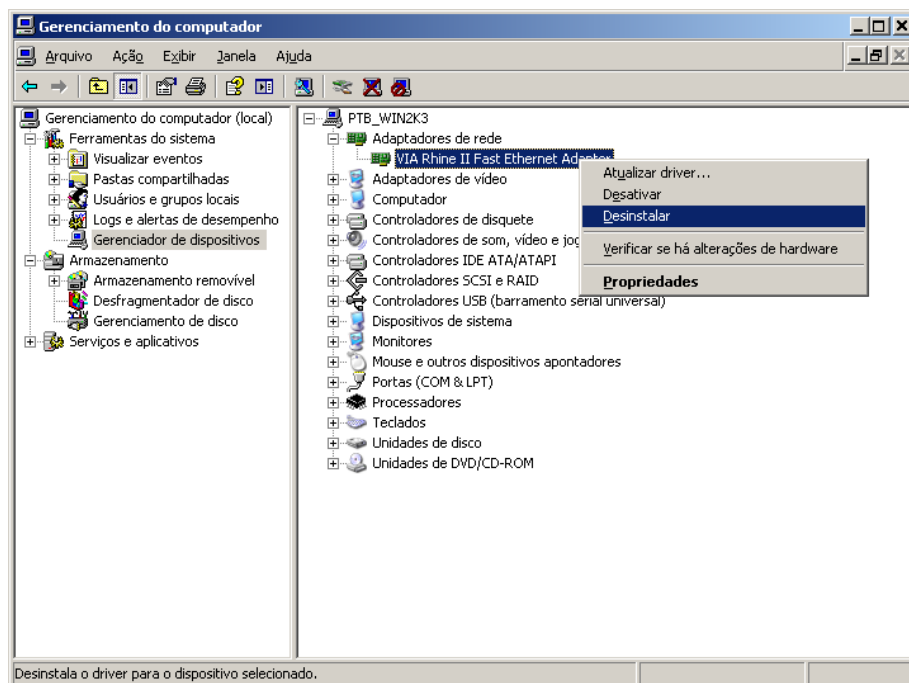 Gerenciamento do computador
Arquivo Ação Exibir Janela Ajuda
Gerenciamento do computador (local)
Ferramentas do sistema
Visualizar eventos
Pastas compartilhadas
Usuários e grupos locais
Logs e alertas de desempenho
Gerenciador de dispositivos
Armazenamento
Armazenamento removível
Desfragmentador de disco
Gerenciamento de disco
Serviços e aplicativos
PTB_WIN2K3
Adaptadores de rede
VIA Rhine II Fast Ethernet Adapter
Adaptadores de vídeo
Computador
Controladores de disquete
Controladores de som, vídeo e jog
Controladores IDE ATA/ATAPI
Controladores SCSI e RAID
Controladores USB (barramento serial universal)
Dispositivos de sistema
Monitores
Mouse e outros dispositivos apontadores
Portas (COM & LPT)
Processadores
Teclados
Unidades de disco
Unidades de DVD/CD-ROM
Atualizar driver...
Desativar
Desinstalar
Verificar se há alterações de hardware
Propriedades
Desinstala o driver para o dispositivo selecionado.